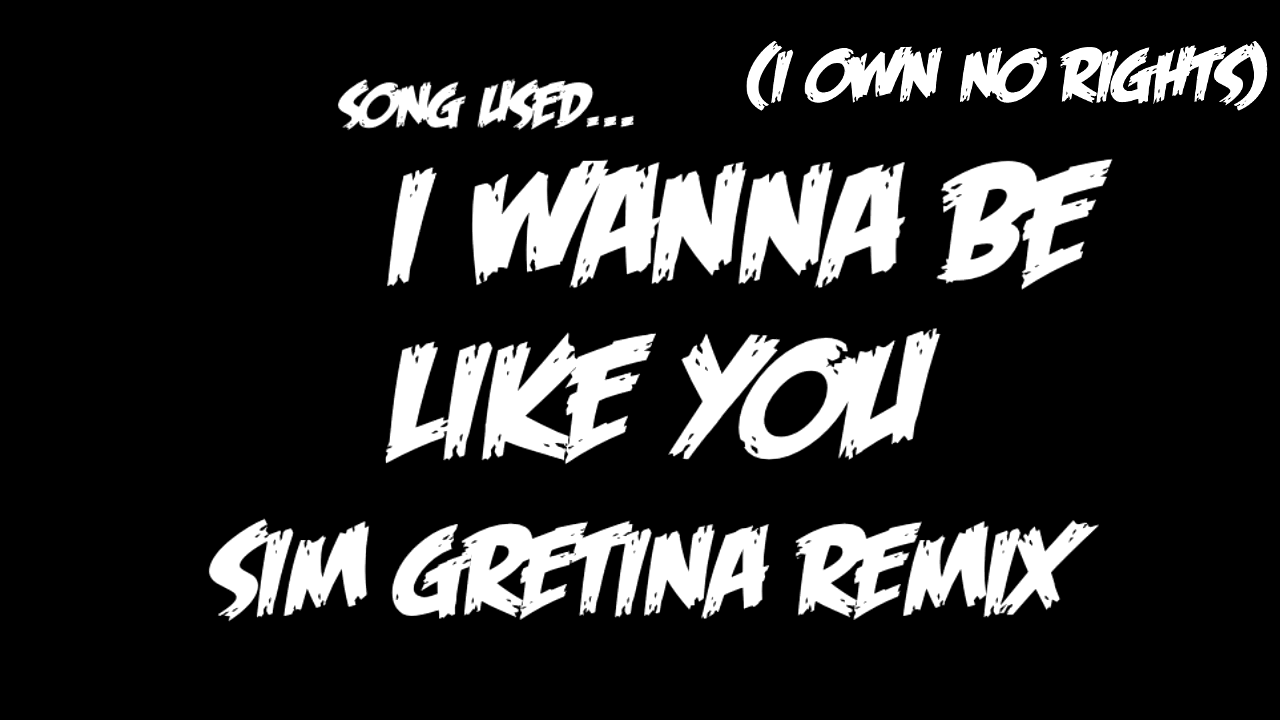 (I OWN NO RIGHTS)
SONG USED...
I WANNA BE
LIKE YOU
SIM GRETINA REMIX